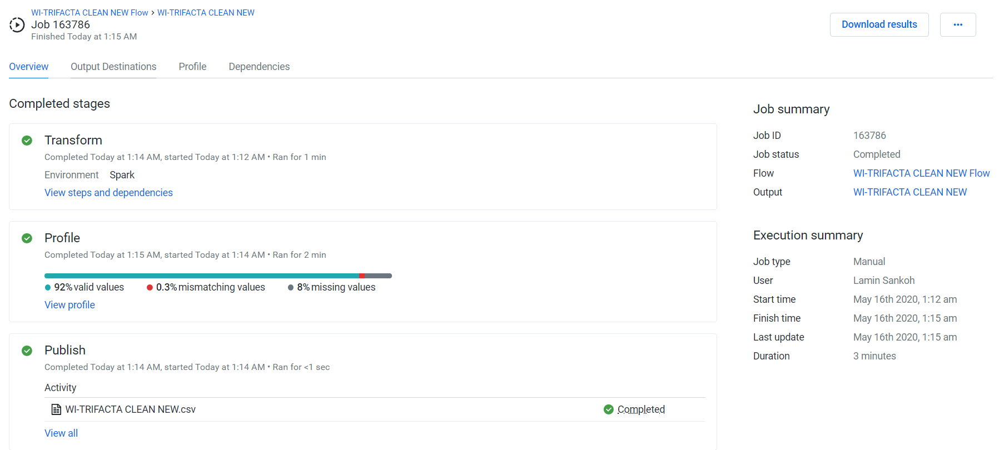 WI-TRIFACTA CLEAN NEW Flow › WI-TRIFACTA CLEAN NEW
Job 163786
Finished Today at 1:15 AM
Download results
...
Overview Output Destinations Profile Dependencies
Completed stages
Transform
Completed Today at 1:14 AM, started Today at 1:12 AM • Ran for 1 min
Environment Spark
View steps and dependencies
Profile
Completed Today at 1:15 AM, started Today at 1:14 AM • Ran for 2 min
92% valid values 0.3% mismatching values 8% missing values
View profile
Publish
Completed Today at 1:14 AM, started Today at 1:14 AM • Ran for <1 sec
Activity
WI-TRIFACTA CLEAN NEW.csv Completed
View all
Job summary
Job ID 163786
Job status Completed
Flow WI-TRIFACTA CLEAN NEW Flow
Output WI-TRIFACTA CLEAN NEW
Execution summary
Job type Manual
User Lamin Sankoh
Start time May 16th 2020, 1:12 am
Finish time May 16th 2020, 1:15 am
Last update May 16th 2020, 1:15 am
Duration 3 minutes